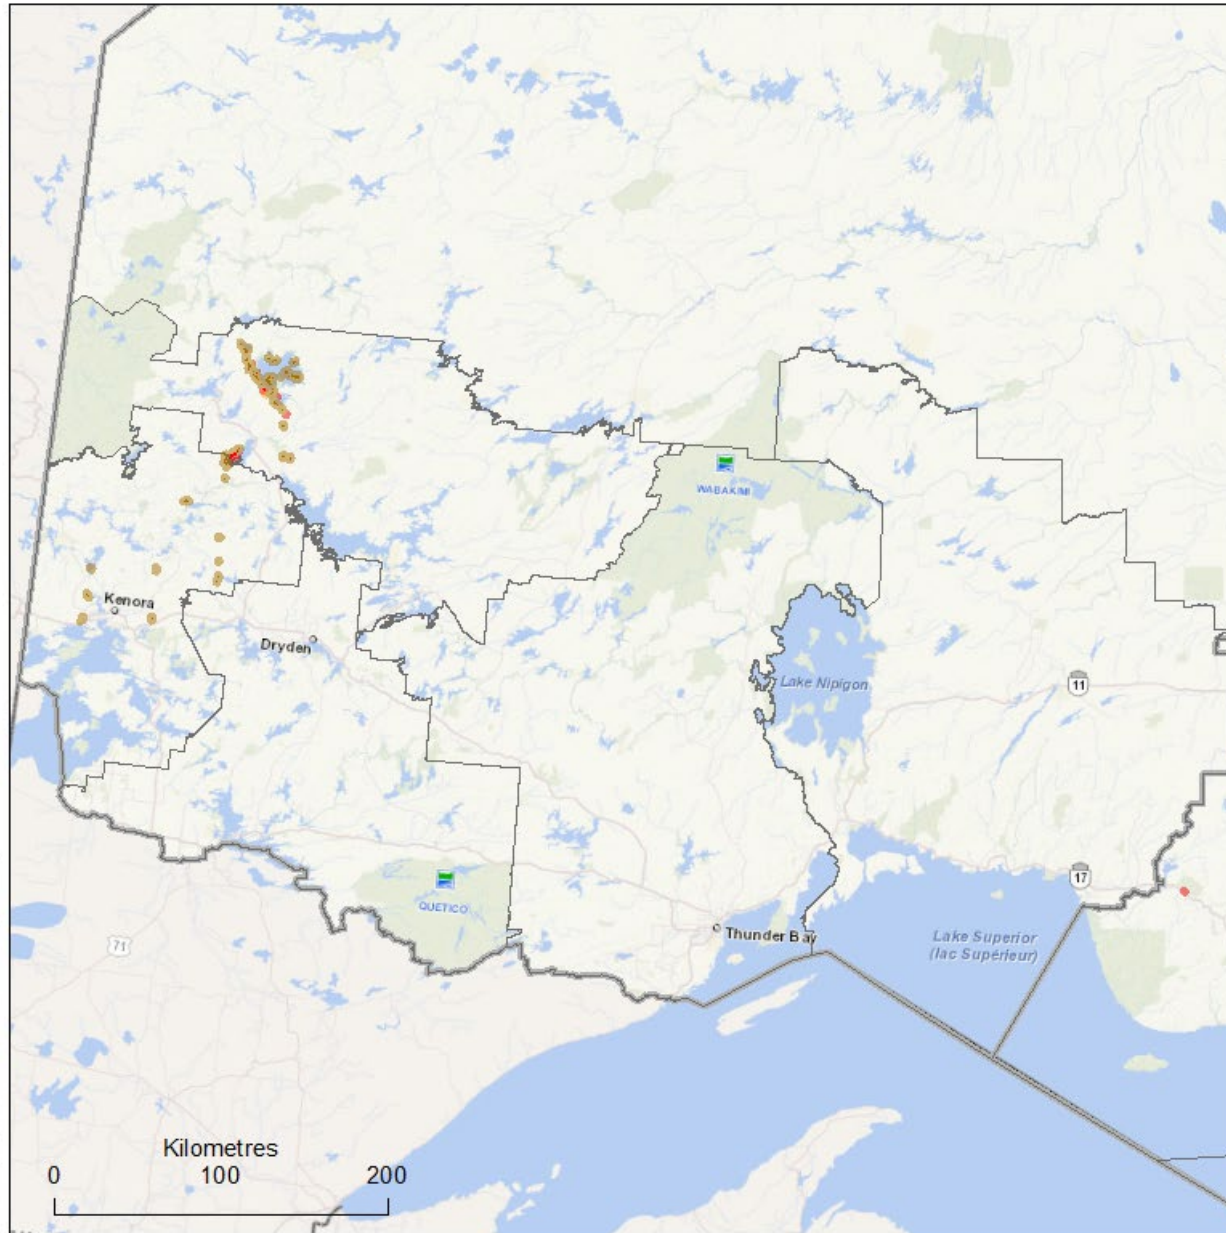 WABAKIMI
Kenora
Dryden
Lake Nipigon
11
17
QUETICO
Thunder Bay
Lake Superior
(lac Supérieur)
71
Kilometres
0 100 200